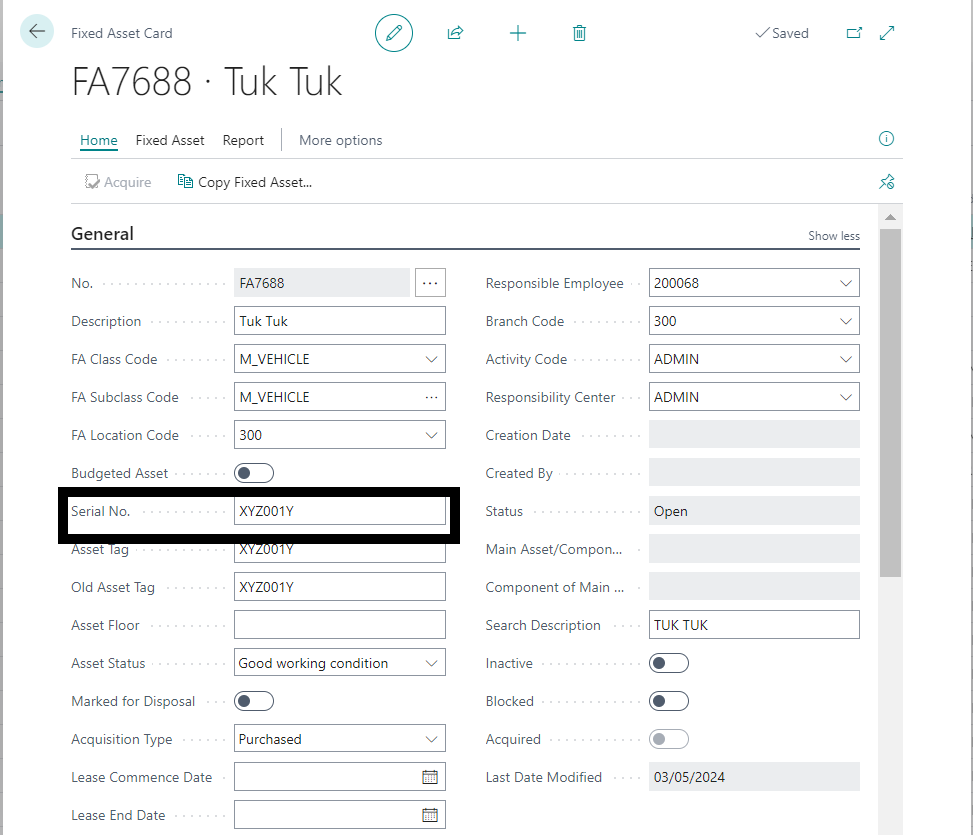 Fixed Asset Card
Saved
FA7688 · Tuk Tuk
Home Fixed Asset Report More options
Acquire Copy Fixed Asset...
General
Show less
No. FA7688
Description Tuk Tuk
FA Class Code M_VEHICLE
FA Subclass Code M_VEHICLE
FA Location Code 300
Budgeted Asset
Serial No. XYZ001Y
Asset Tag XYZ001Y
Old Asset Tag XYZ001Y
Asset Floor
Asset Status Good working condition
Marked for Disposal
Acquisition Type Purchased
Lease Commence Date
Lease End Date
Responsible Employee 200068
Branch Code 300
Activity Code ADMIN
Responsibility Center ADMIN
Creation Date
Created By
Status Open
Main Asset/Compon...
Component of Main ...
Search Description TUK TUK
Inactive
Blocked
Acquired
Last Date Modified 03/05/2024